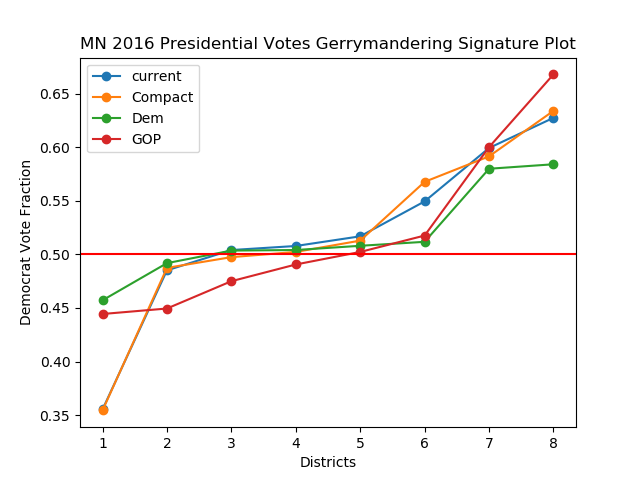 MN 2016 Presidential Votes Gerrymandering Signature Plot
current
Compact
Dem
GOP
Democrat Vote Fraction
0.65
0.60
0.55
0.50
0.45
0.40
0.35
1 2 3 4 5 6 7 8
Districts